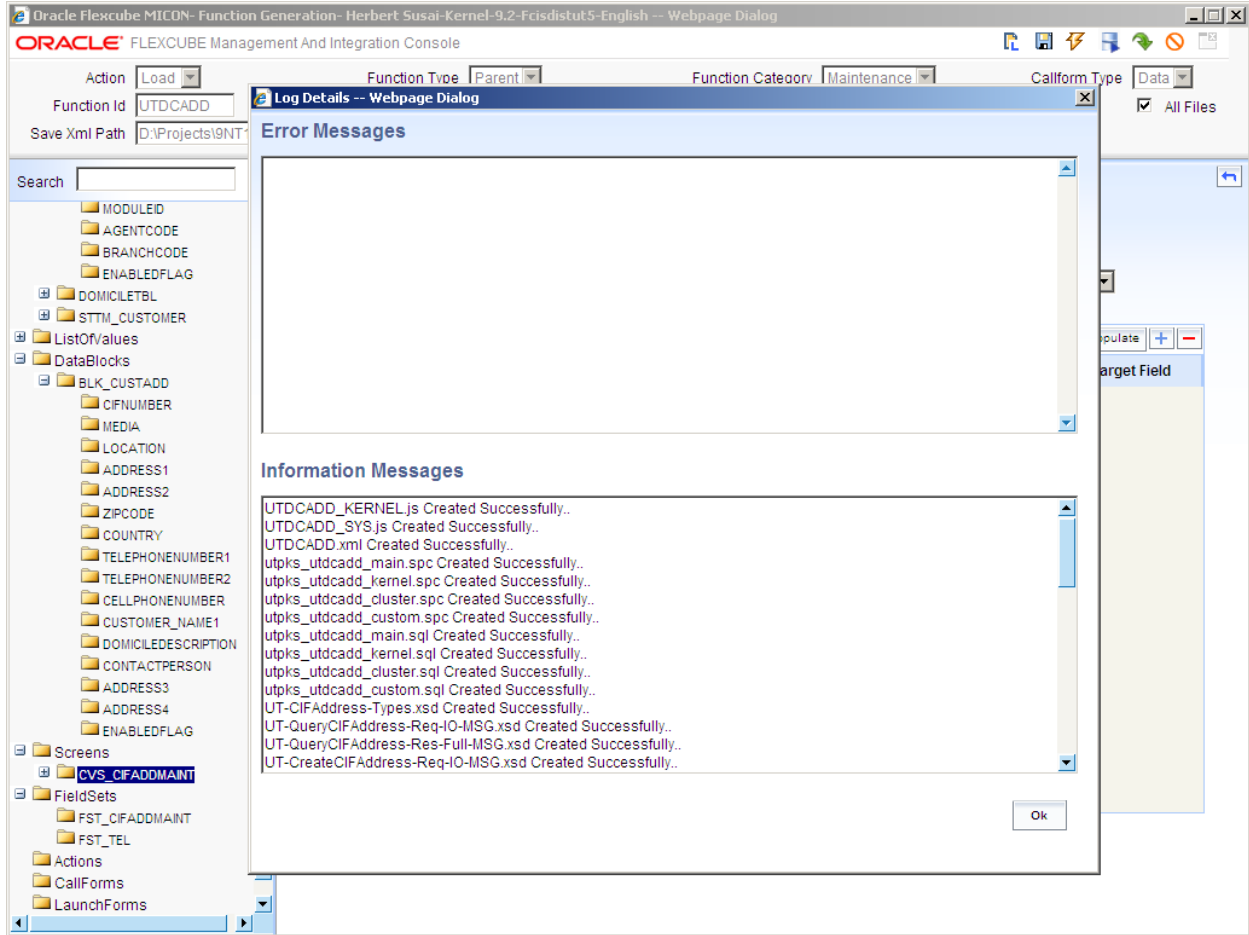 Oracle Flexcube MICON- Function Generation- Herbert Susai-Kernel-9.2-Fcisdistut5-English -- Webpage Dialog
ORACLE FLEXCUBE Management And Integration Console
Action Load Function Type Parent Function Category Maintenance Callform Type Data
Function Id UTDCADD All Files
Save Xml Path D:\Projects\9NT1
Log Details -- Webpage Dialog
Error Messages
Search
MODULEID
AGENTCODE
BRANCHCODE
ENABLEDFLAG
DOMICILETBL
STTM_CUSTOMER
ListOfValues
DataBlocks
BLK_CUSTADD
CIFNUMBER
MEDIA
LOCATION
ADDRESS1
ADDRESS2
ZIPCODE
COUNTRY
TELEPHONENUMBER1
TELEPHONENUMBER2
CELLPHONENUMBER
CUSTOMER_NAME1
DOMICILEDESCRIPTION
CONTACTPERSON
ADDRESS3
ADDRESS4
ENABLEDFLAG
Screens
CVS_CIFADDMAINT
FieldSets
FST_CIFADDMAINT
FST_TEL
Actions
CallForms
LaunchForms
opulate
arget Field
Information Messages
UTDCADD_KERNEL.js Created Successfully..
UTDCADD_SYS.js Created Successfully..
UTDCADD.xml Created Successfully..
utpks_utdcadd_main.spc Created Successfully..
utpks_utdcadd_kernel.spc Created Successfully..
utpks_utdcadd_cluster.spc Created Successfully..
utpks_utdcadd_custom.spc Created Successfully..
utpks_utdcadd_main.sql Created Successfully..
utpks_utdcadd_kernel.sql Created Successfully..
utpks_utdcadd_cluster.sql Created Successfully..
utpks_utdcadd_custom.sql Created Successfully..
UT-CIFAddress-Types.xsd Created Successfully..
UT-QueryCIFAddress-Req-IO-MSG.xsd Created Successfully..
UT-QueryCIFAddress-Res-Full-MSG.xsd Created Successfully..
UT-CreateCIFAddress-Req-IO-MSG.xsd Created Successfully..
Ok